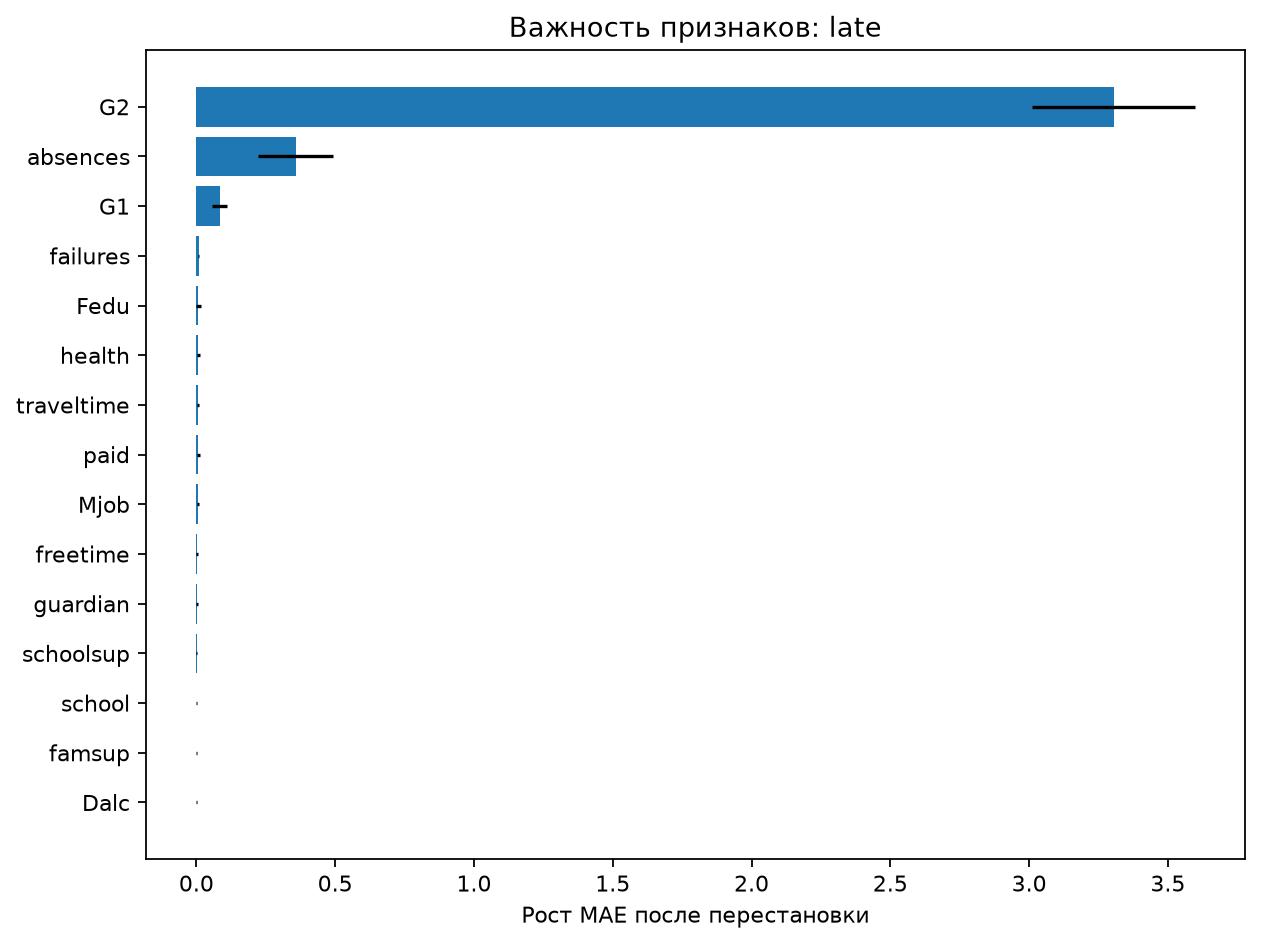 Важность признаков: late
G2
absences
G1
failures
Fedu
health
traveltime
paid
Mjob
freetime
guardian
schoolsup
school
famsup
Dalc
0.0 0.5 1.0 1.5 2.0 2.5 3.0 3.5
Рост MAE после перестановки